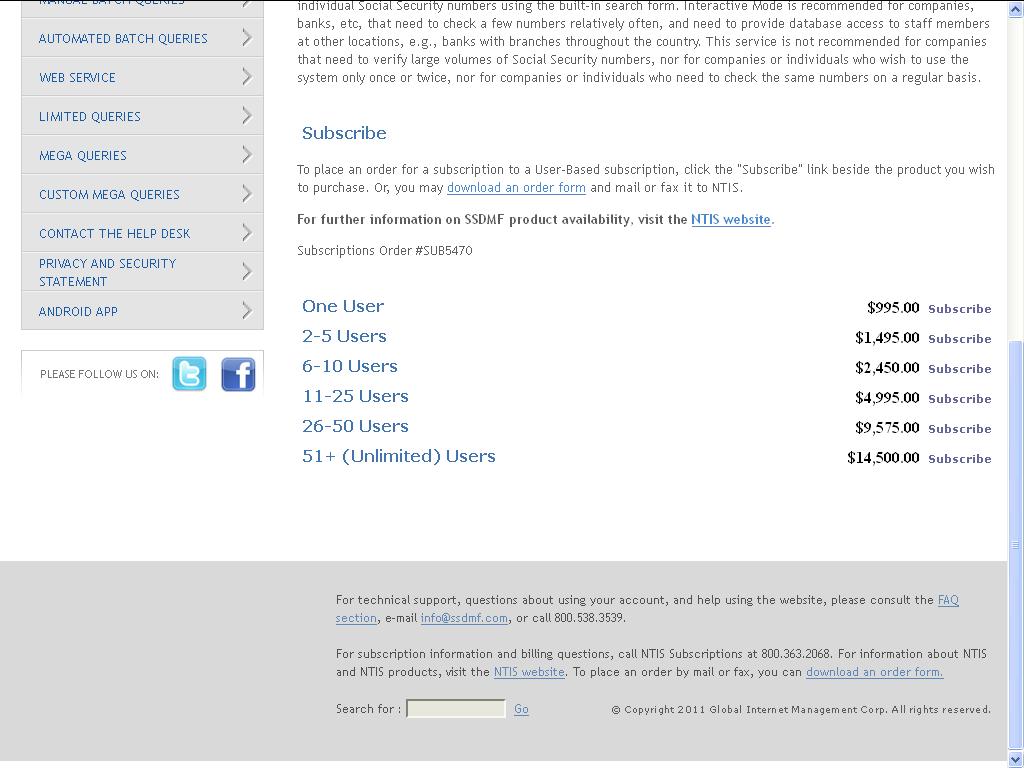 MANUAL BATCH QUERIES
AUTOMATED BATCH QUERIES
WEB SERVICE
LIMITED QUERIES
MEGA QUERIES
CUSTOM MEGA QUERIES
CONTACT THE HELP DESK
PRIVACY AND SECURITY
STATEMENT
ANDROID APP
PLEASE FOLLOW US ON:
individual Social Security numbers using the built-in search form. Interactive Mode is recommended for companies,
banks, etc, that need to check a few numbers relatively often, and need to provide database access to staff members
at other locations, e.g., banks with branches throughout the country. This service is not recommended for companies
that need to verify large volumes of Social Security numbers, nor for companies or individuals who wish to use the
system only once or twice, nor for companies or individuals who need to check the same numbers on a regular basis.
Subscribe
To place an order for a subscription to a User-Based subscription, click the "Subscribe" link beside the product you wish
to purchase. Or, you may download an order form and mail or fax it to NTIS.
For further information on SSDMF product availability, visit the NTIS website.
Subscriptions Order #SUB5470
One User $995.00 Subscribe
2-5 Users $1,495.00 Subscribe
6-10 Users $2,450.00 Subscribe
11-25 Users $4,995.00 Subscribe
26-50 Users $9,575.00 Subscribe
51+ (Unlimited) Users $14,500.00 Subscribe
For technical support, questions about using your account, and help using the website, please consult the FAQ
section, e-mail info@ssdmf.com, or call 800.538.3539.
For subscription information and billing questions, call NTIS Subscriptions at 800.363.2068. For information about NTIS
and NTIS products, visit the NTIS website. To place an order by mail or fax, you can download an order form.
Search for : Go © Copyright 2011 Global Internet Management Corp. All rights reserved.